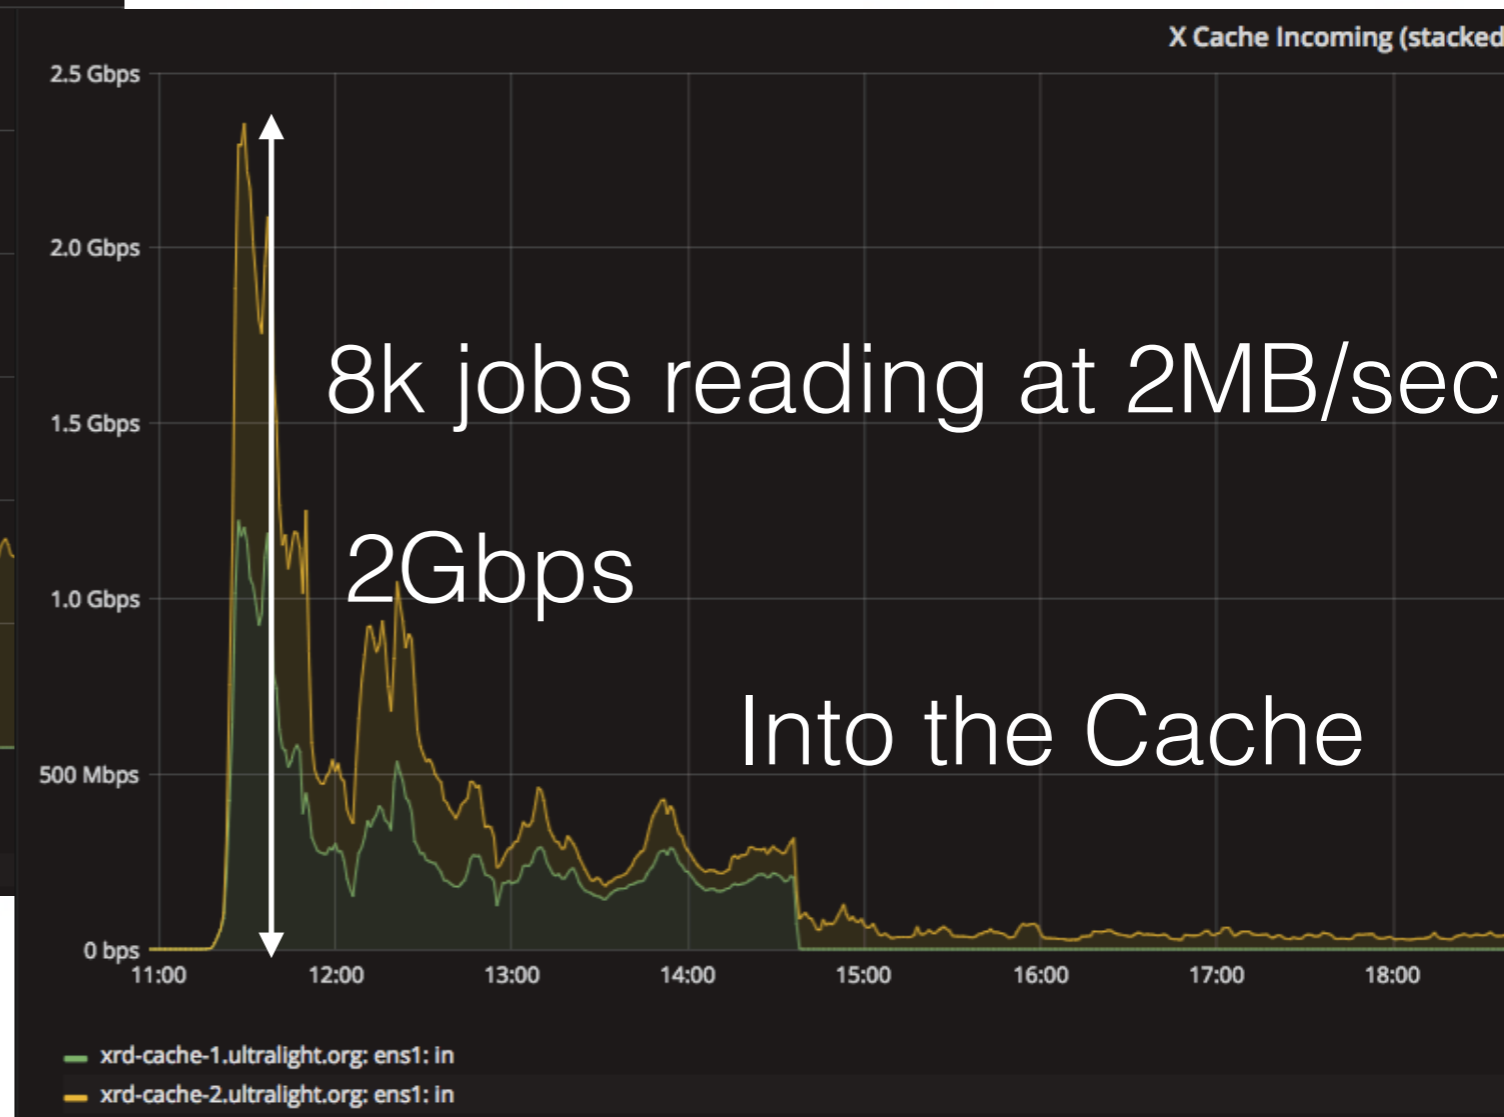 X Cache Incoming (stacked
2.5 Gbps
2.0 Gbps
8k jobs reading at 2MB/sec
1.5 Gbps
2Gbps
1.0 Gbps
Into the Cache
500 Mbps
0 bps
11:00 12:00 13:00 14:00 15:00 16:00 17:00 18:00
xrd-cache-1.ultralight.org: ens1: in
xrd-cache-2.ultralight.org: ens1: in